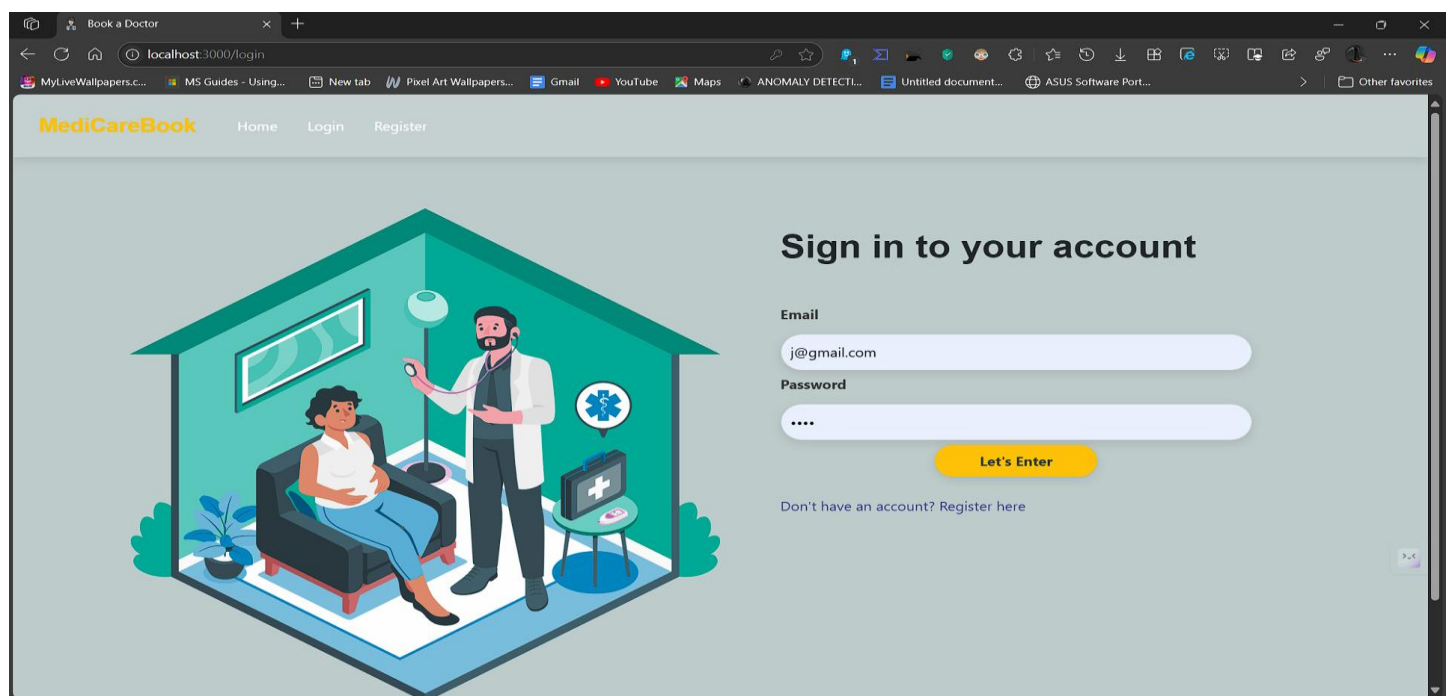 Book a Doctor
localhost:3000/login
1
MyLiveWallpapers.c... MS Guides - Using... New tab Pixel Art Wallpapers... Gmail YouTube Maps ANOMALY DETECTI... Untitled document... ASUS Software Port... Other favorites
MediCareBook Home Login Register
Sign in to your account
Email
j@gmail.com
Password
••••
Let's Enter
Don't have an account? Register here